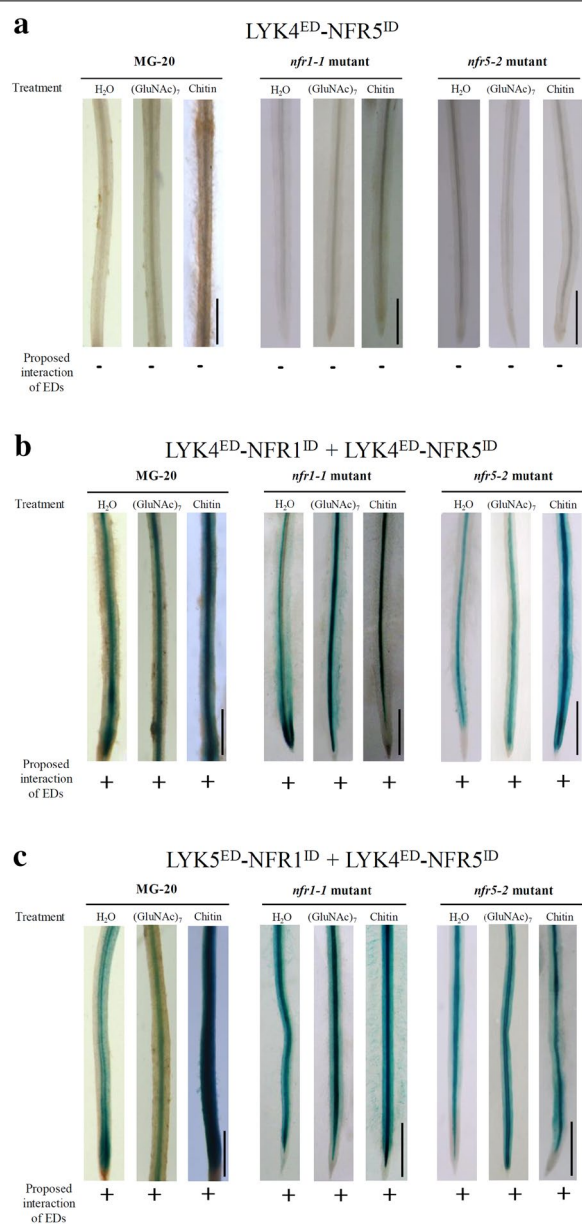 a
LYK4ᴱᴰ-NFR5ᴵᴰ
MG-20 nfr1-1 mutant nfr5-2 mutant
Treatment H₂O (GluNAc)₇ Chitin H₂O (GluNAc)₇ Chitin H₂O (GluNAc)₇ Chitin
Proposed
interaction
of EDs
- - - - - - - - -
b
LYK4ᴱᴰ-NFR1ᴵᴰ + LYK4ᴱᴰ-NFR5ᴵᴰ
MG-20 nfr1-1 mutant nfr5-2 mutant
Treatment H₂O (GluNAc)₇ Chitin H₂O (GluNAc)₇ Chitin H₂O (GluNAc)₇ Chitin
Proposed
interaction
of EDs
+ + + + + + + + +
c
LYK5ᴱᴰ-NFR1ᴵᴰ + LYK4ᴱᴰ-NFR5ᴵᴰ
MG-20 nfr1-1 mutant nfr5-2 mutant
Treatment H₂O (GluNAc)₇ Chitin H₂O (GluNAc)₇ Chitin H₂O (GluNAc)₇ Chitin
Proposed
interaction
of EDs
+ + + + + + + + +